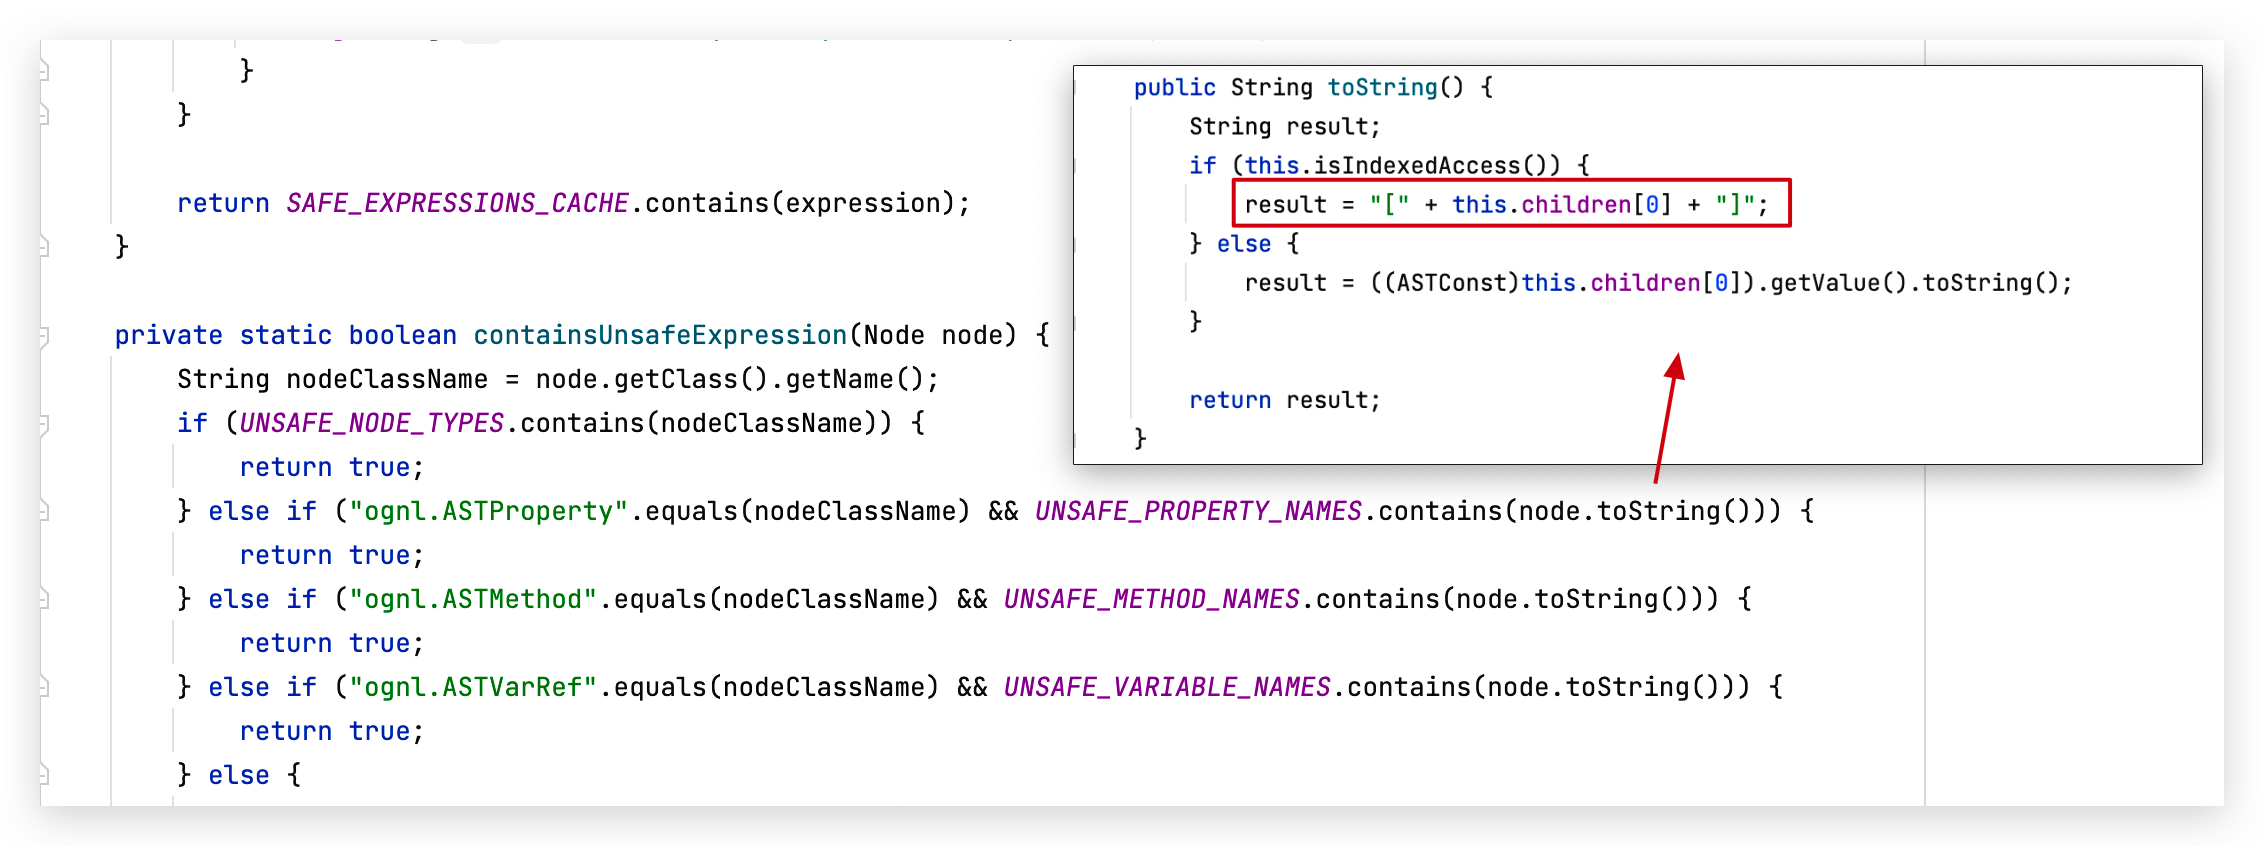 }
}
return SAFE_EXPRESSIONS_CACHE.contains(expression);
}
private static boolean containsUnsafeExpression(Node node) {
String nodeClassName = node.getClass().getName();
if (UNSAFE_NODE_TYPES.contains(nodeClassName)) {
return true;
} else if ("ognl.ASTProperty".equals(nodeClassName) && UNSAFE_PROPERTY_NAMES.contains(node.toString())) {
return true;
} else if ("ognl.ASTMethod".equals(nodeClassName) && UNSAFE_METHOD_NAMES.contains(node.toString())) {
return true;
} else if ("ognl.ASTVarRef".equals(nodeClassName) && UNSAFE_VARIABLE_NAMES.contains(node.toString())) {
return true;
} else {
public String toString() {
String result;
if (this.isIndexedAccess()) {
result = "[" + this.children[0] + "]";
} else {
result = ((ASTConst)this.children[0]).getValue().toString();
}
return result;
}